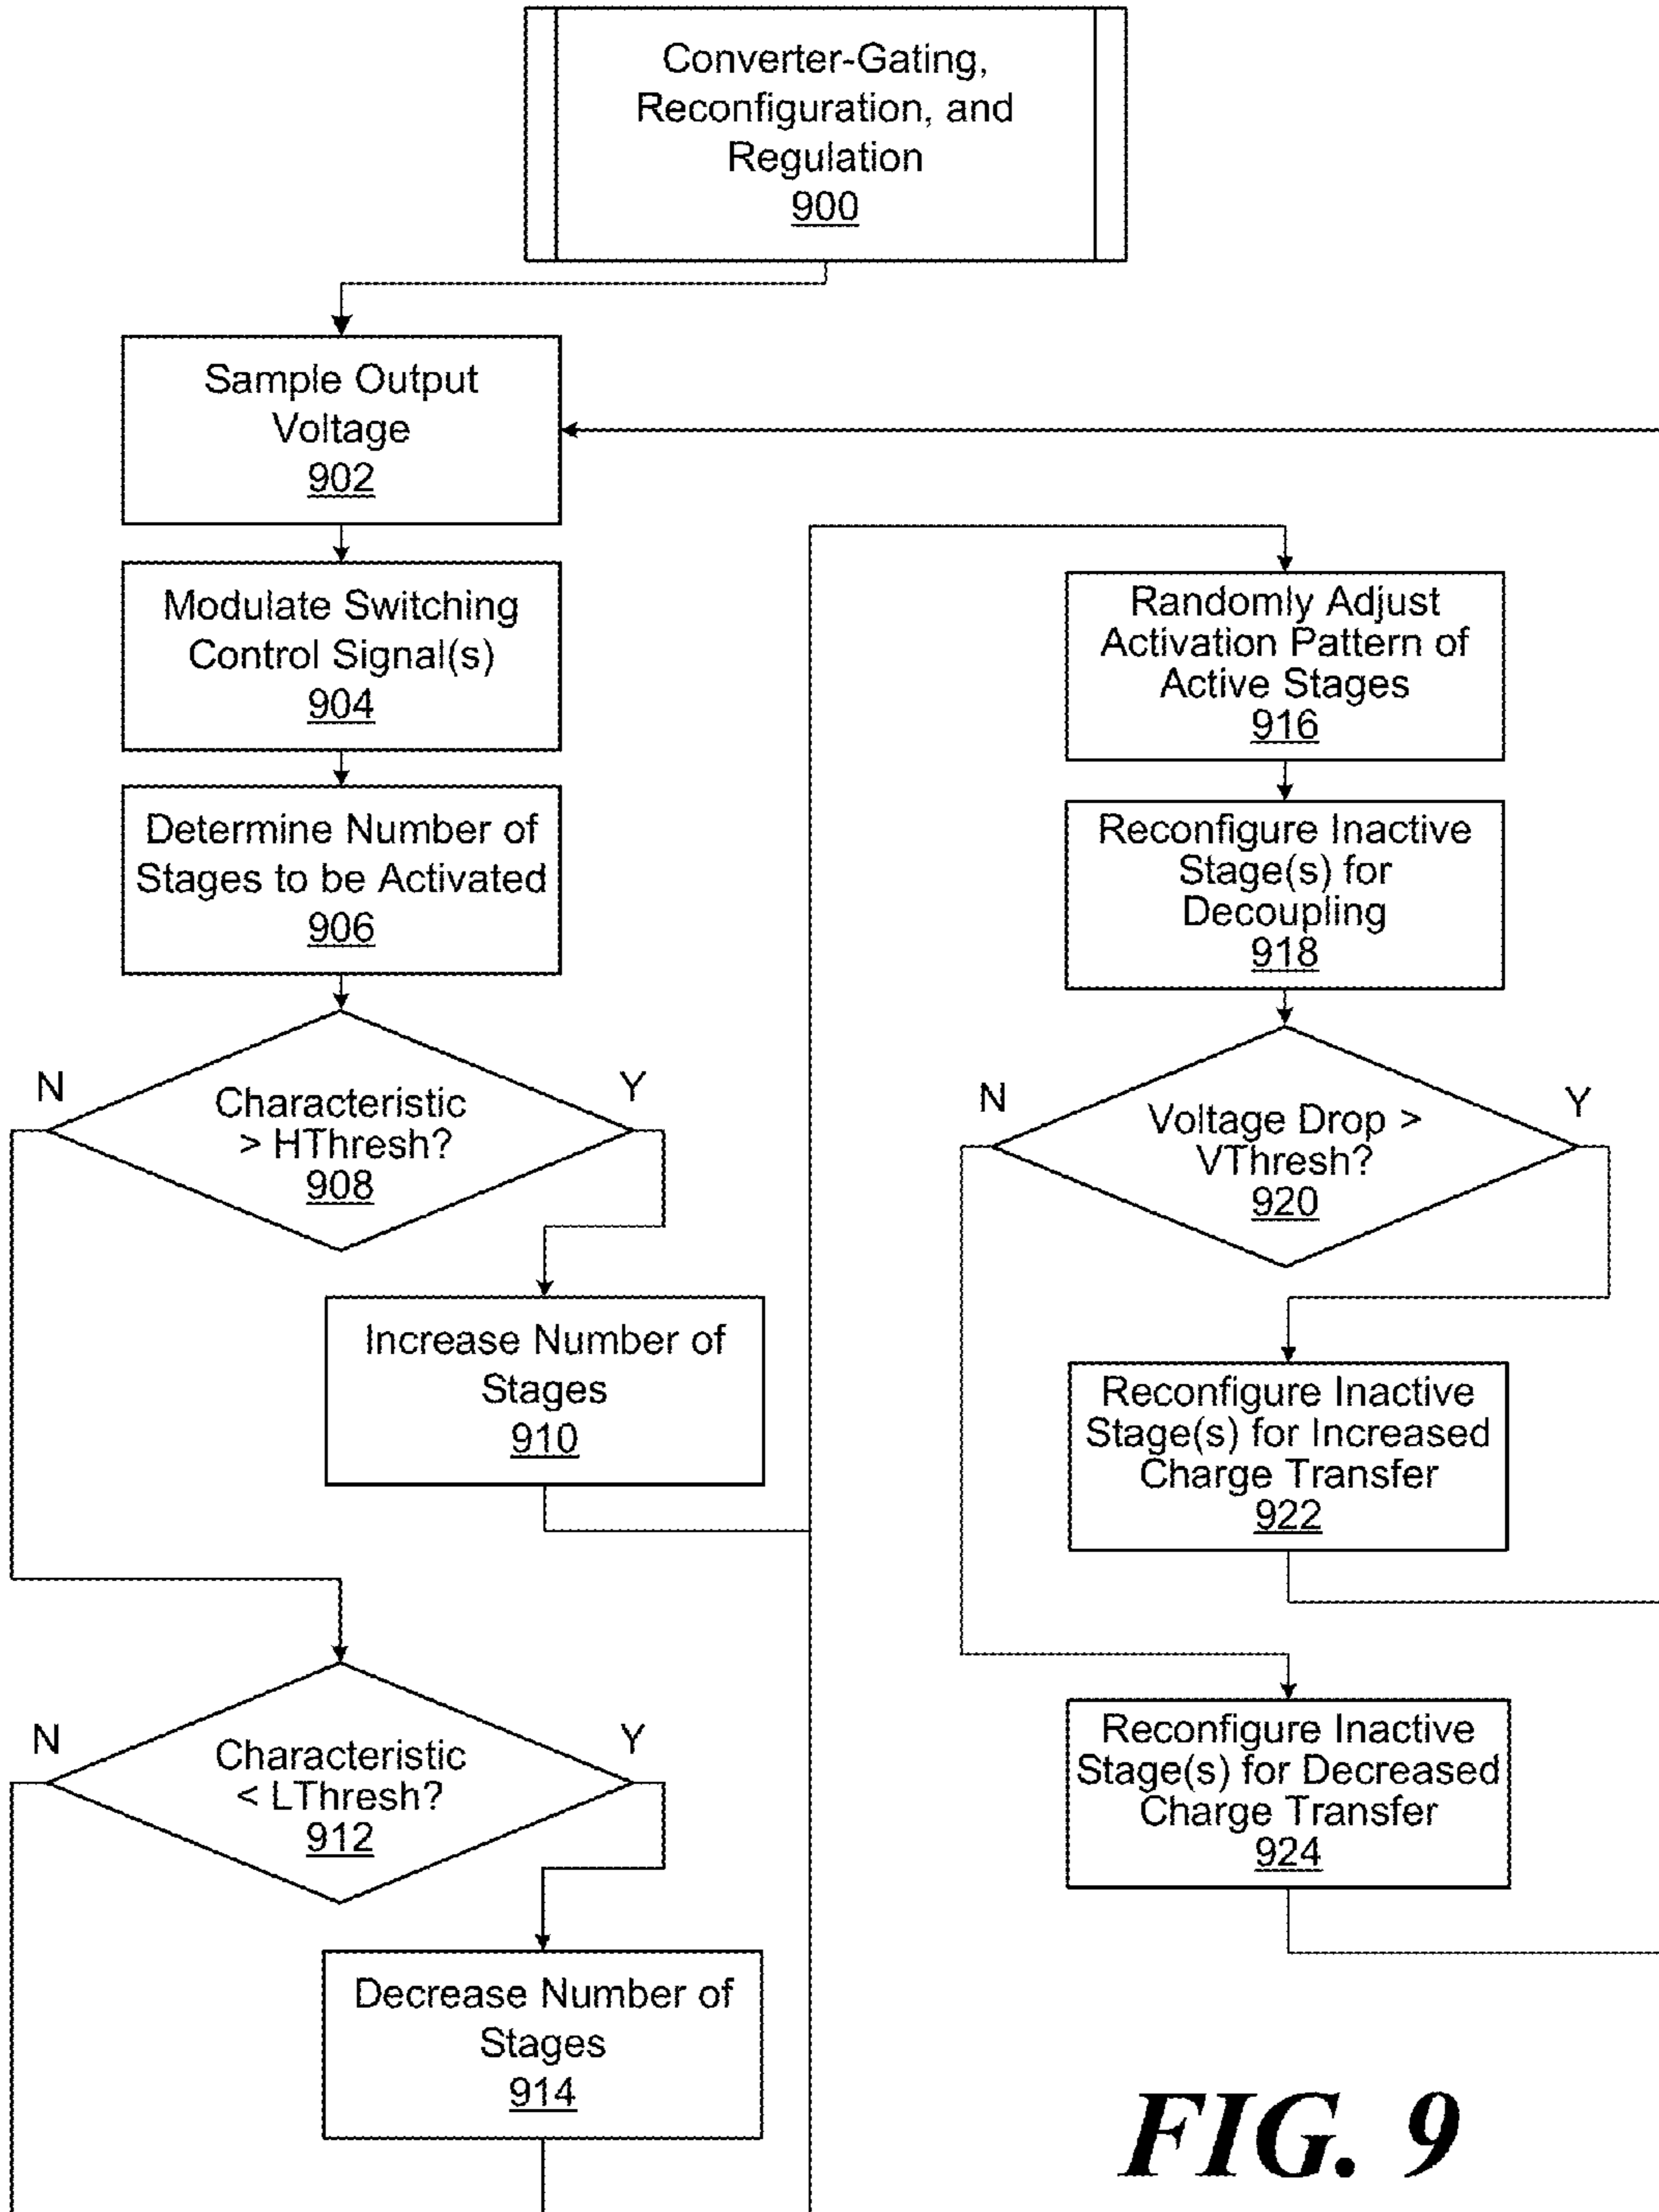 Converter-Gating,
Reconfiguration, and
Regulation
900
Sample Output
Voltage
902
Modulate Switching
Control Signal(s)
904
Determine Number of
Stages to be Activated
906
N
Y
Characteristic
> HThresh?
908
Increase Number of
Stages
910
N
Y
Characteristic
< LThresh?
912
Decrease Number of
Stages
914
Randomly Adjust
Activation Pattern of
Active Stages
916
Reconfigure Inactive
Stage(s) for
Decoupling
918
N
Y
Voltage Drop >
VThresh?
920
Reconfigure Inactive
Stage(s) for Increased
Charge Transfer
922
Reconfigure Inactive
Stage(s) for Decreased
Charge Transfer
924
FIG. 9